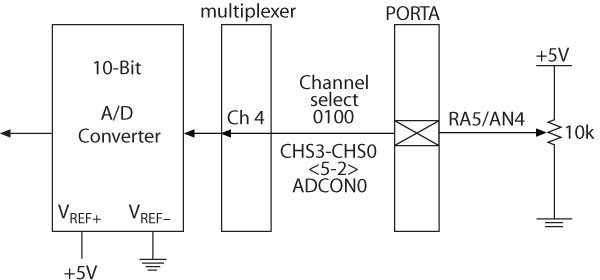 multiplexer
PORTA
10-Bit
A/D
Converter
Ch 4
Channel
select
0100
CHS3-CHS0
<5-2>
ADCON0
RA5/AN4
+5V
10k
VREF+
VREF−
+5V